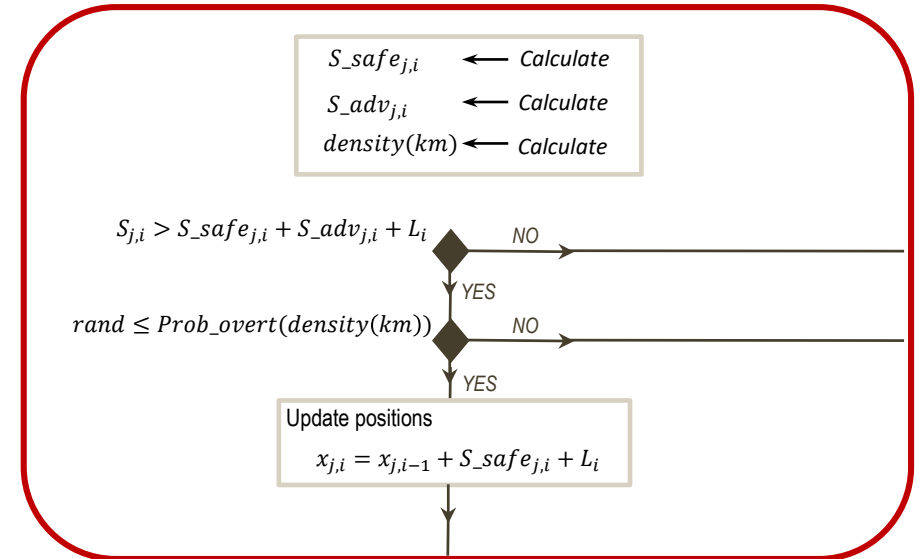 S_safe_{j,i} ← Calculate
S_adv_{j,i} ← Calculate
density(km) ← Calculate
S_{j,i} > S_safe_{j,i} + S_adv_{j,i} + L_i
NO
YES
rand ≤ Prob_overt(density(km))
NO
YES
Update positions
x_{j,i} = x_{j,i−1} + S_safe_{j,i} + L_i